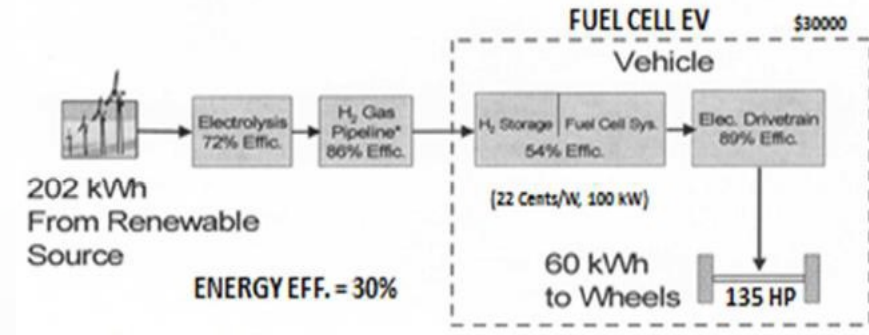 FUEL CELL EV
$30000
Vehicle
Electrolysis
72% Effic.
H₂ Gas
Pipeline*
86% Effic.
H₂ Storage | Fuel Cell Sys.
54% Effic.
Elec. Drivetrain
89% Effic.
202 kWh
From Renewable
Source
(22 Cents/W, 100 kW)
ENERGY EFF. = 30%
60 kWh
to Wheels
135 HP